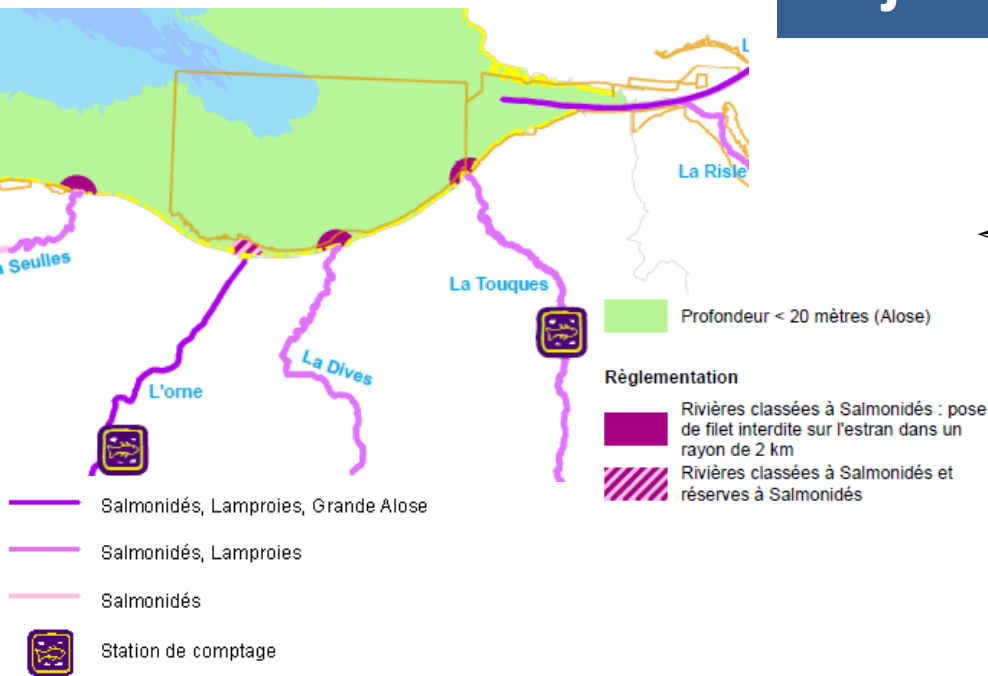 La Risle
Seulles
La Touques
La Dives
L'orne
Profondeur < 20 mètres (Alose)
Règlementation
Rivières classées à Salmonidés : pose
de filet interdite sur l'estran dans un
rayon de 2 km
Rivières classées à Salmonidés et
réserves à Salmonidés
Salmonidés, Lamproies, Grande Alose
Salmonidés, Lamproies
Salmonidés
Station de comptage